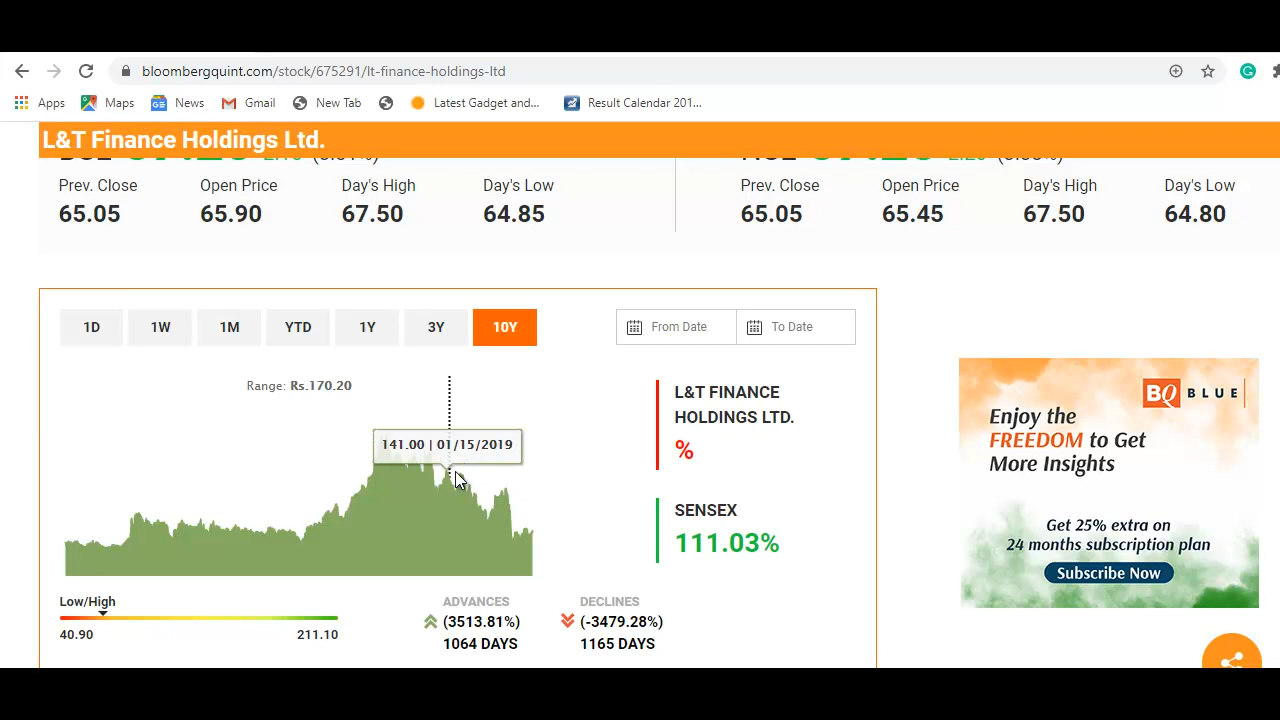 bloombergquint.com/stock/675291/lt-finance-holdings-ltd
Apps Maps News Gmail New Tab Latest Gadget and... Result Calendar 201...
L&T Finance Holdings Ltd.
Prev. Close Open Price Day's High Day's Low Prev. Close Open Price Day's High Day's Low
65.05 65.90 67.50 64.85 65.05 65.45 67.50 64.80
1D 1W 1M YTD 1Y 3Y 10Y From Date To Date
Range: Rs.170.20
141.00 | 01/15/2019
L&T FINANCE
HOLDINGS LTD.
%
SENSEX
111.03%
Low/High
40.90 211.10
ADVANCES DECLINES
(3513.81%) (-3479.28%)
1064 DAYS 1165 DAYS
BQ BLUE
Enjoy the
FREEDOM to Get
More Insights
Get 25% extra on
24 months subscription plan
Subscribe Now